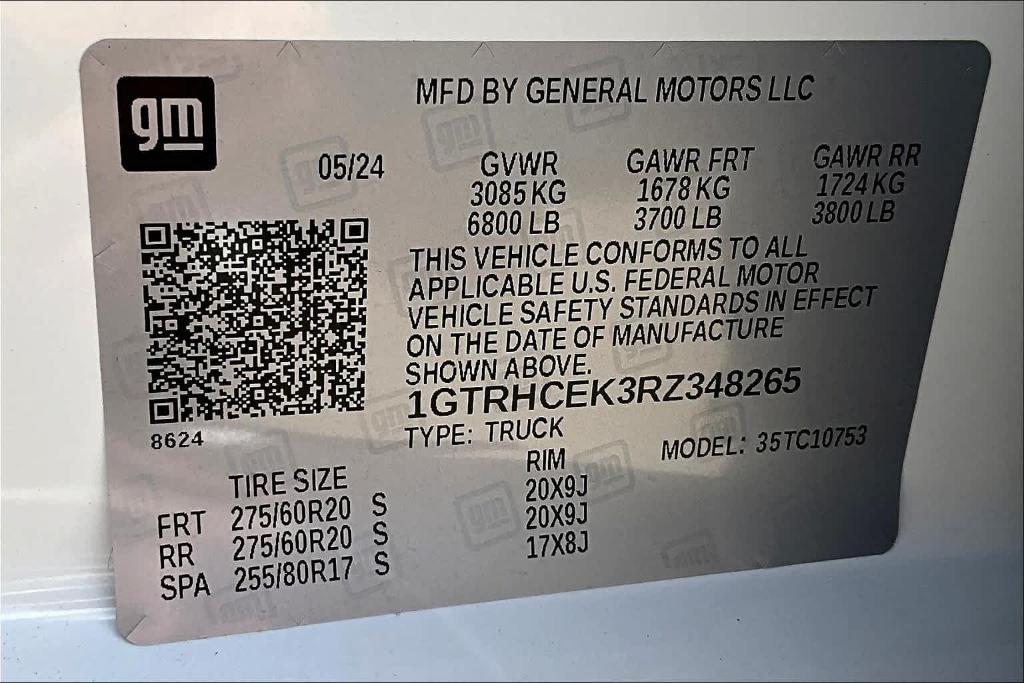 gm
MFD BY GENERAL MOTORS LLC
05/24 GVWR GAWR FRT GAWR RR
3085 KG 1678 KG 1724 KG
6800 LB 3700 LB 3800 LB
THIS VEHICLE CONFORMS TO ALL
APPLICABLE U.S. FEDERAL MOTOR
VEHICLE SAFETY STANDARDS IN EFFECT
ON THE DATE OF MANUFACTURE
SHOWN ABOVE.
1GTRHCEK3RZ348265
8624
TYPE: TRUCK MODEL: 35TC10753
TIRE SIZE RIM
FRT 275/60R20 S 20X9J
RR 275/60R20 S 20X9J
SPA 255/80R17 S 17X8J